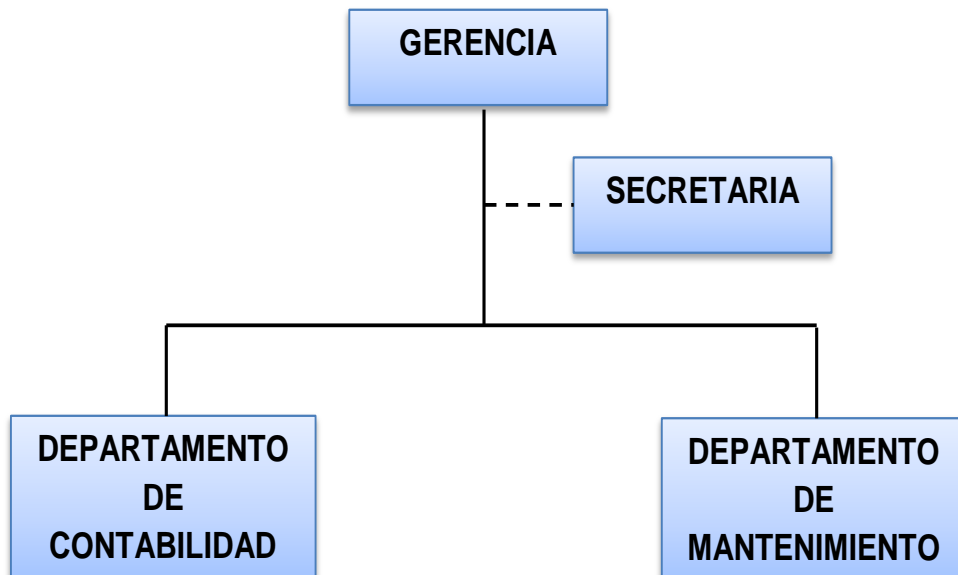 GERENCIA
SECRETARIA
DEPARTAMENTO
DE
CONTABILIDAD
DEPARTAMENTO
DE
MANTENIMIENTO